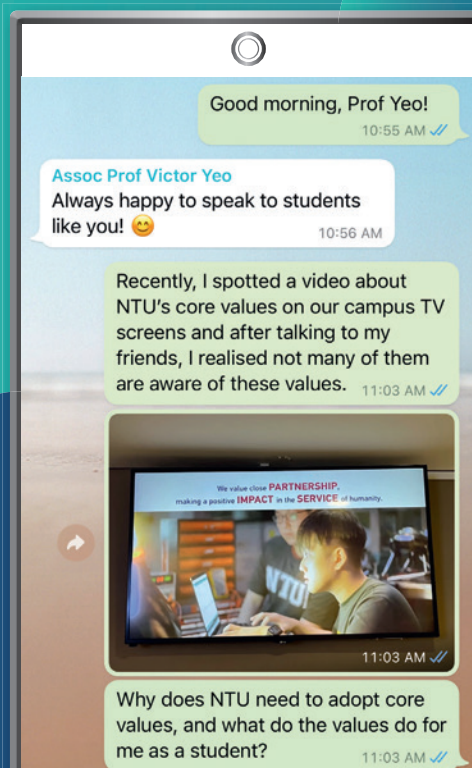 Good morning, Prof Yeo!
10:55 AM
Assoc Prof Victor Yeo
Always happy to speak to students
like you! 😊
10:56 AM
Recently, I spotted a video about
NTU's core values on our campus TV
screens and after talking to my
friends, I realised not many of them
are aware of these values.
11:03 AM
We value close PARTNERSHIP,
making a positive IMPACT in the SERVICE of humanity.
NTU
11:03 AM
Why does NTU need to adopt core
values, and what do the values do for
me as a student?
11:03 AM